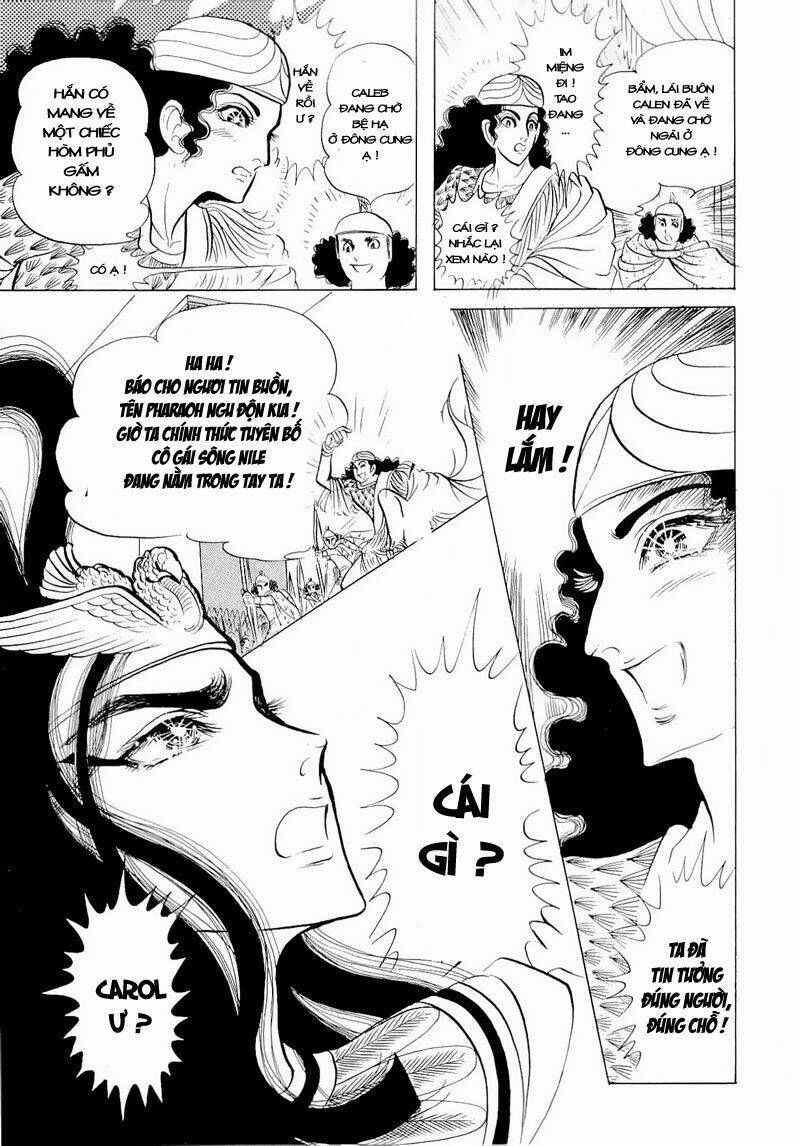 BẨM, LÁI BUÔN
CALEN ĐÃ VỀ
VÀ ĐANG CHỜ
NGÀI Ở
ĐÔNG CUNG Ạ !
IM
MIỆNG
ĐI !
TAO
ĐANG
...
CÁI GÌ ?
NHẮC LẠI
XEM NÀO !
CALEB
ĐANG CHỜ
BỆ HẠ
Ở ĐÔNG CUNG
Ạ !
HẮN
VỀ
RỒI
Ư ?
HẮN CÓ
MANG VỀ
MỘT CHIẾC
HÒM PHỦ
GẤM
KHÔNG ?
CÓ Ạ !
HAY
LẮM !
TA ĐÃ
TIN TƯỞNG
ĐÚNG NGƯỜI,
ĐÚNG CHỖ !
HA HA !
BÁO CHO NGƯƠI TIN BUỒN,
TÊN PHARAOH NGU ĐỘN KIA !
GIỜ TA CHÍNH THỨC TUYÊN BỐ
CÔ GÁI SÔNG NILE
ĐANG NẰM TRONG TAY TA !
CÁI
GÌ ?
CAROL
Ư ?